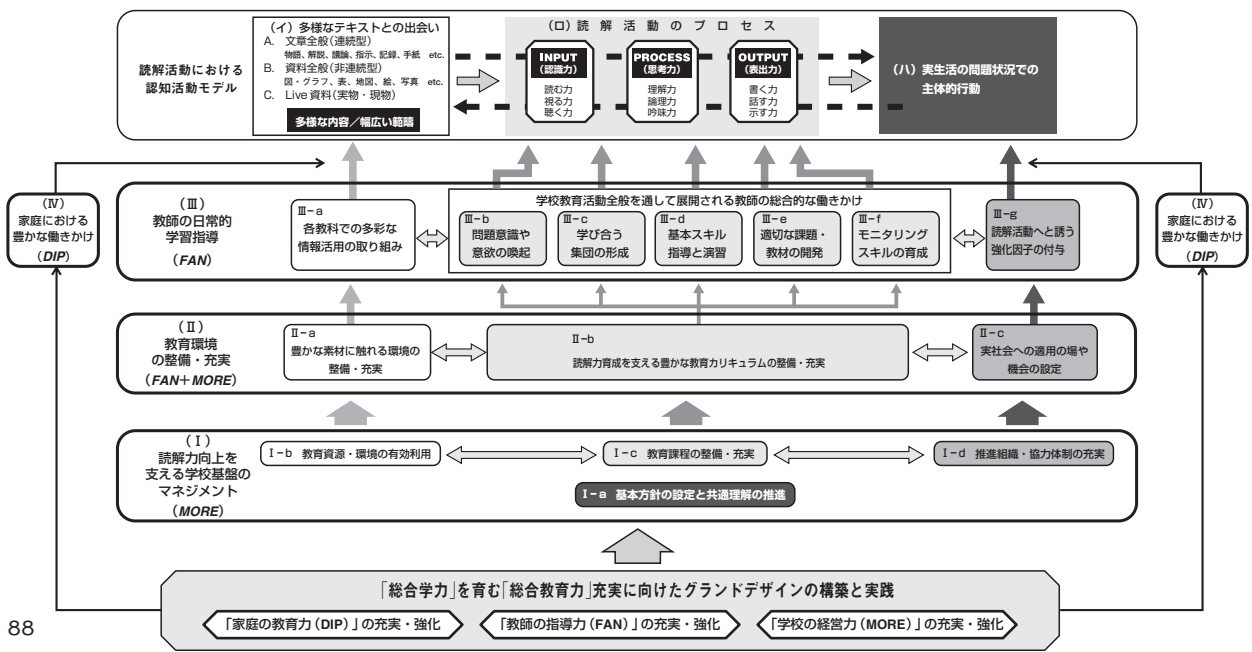 読解活動における
認知活動モデル
(イ)多様なテキストとの出会い
A. 文章全般(連続型)
物語、解説、議論、指示、記録、手紙 etc.
B. 資料全般(非連続型)
図・グラフ、表、地図、絵、写真 etc.
C. Live資料(実物・現物)
多様な内容/幅広い範疇
(ロ)読解活動のプロセス
INPUT
(認識力)
読む力
視る力
聴く力
PROCESS
(思考力)
理解力
論理力
吟味力
OUTPUT
(表出力)
書く力
話す力
示す力
(ハ)実生活の問題状況での
主体的行動
(Ⅳ)
家庭における
豊かな働きかけ
(DIP)
(Ⅲ)
教師の日常的
学習指導
(FAN)
Ⅲ-a
各教科での多彩な
情報活用の取り組み
学校教育活動全般を通して展開される教師の総合的な働きかけ
Ⅲ-b
問題意識や
意欲の喚起
Ⅲ-c
学び合う
集団の形成
Ⅲ-d
基本スキル
指導と演習
Ⅲ-e
適切な課題・
教材の開発
Ⅲ-f
モニタリング
スキルの育成
Ⅲ-g
読解活動へと誘う
強化因子の付与
(Ⅳ)
家庭における
豊かな働きかけ
(DIP)
(Ⅱ)
教育環境
の整備・充実
(FAN+MORE)
Ⅱ-a
豊かな素材に触れる環境の
整備・充実
Ⅱ-b
読解力育成を支える豊かな教育カリキュラムの整備・充実
Ⅱ-c
実社会への適用の場や
機会の設定
(Ⅰ)
読解力向上を
支える学校基盤の
マネジメント
(MORE)
Ⅰ-b 教育資源・環境の有効利用
Ⅰ-c 教育課程の整備・充実
Ⅰ-d 推進組織・協力体制の充実
Ⅰ-a 基本方針の設定と共通理解の推進
「総合学力」を育む「総合教育力」充実に向けたグランドデザインの構築と実践
「家庭の教育力(DIP)」の充実・強化
「教師の指導力(FAN)」の充実・強化
「学校の経営力(MORE)」の充実・強化
88